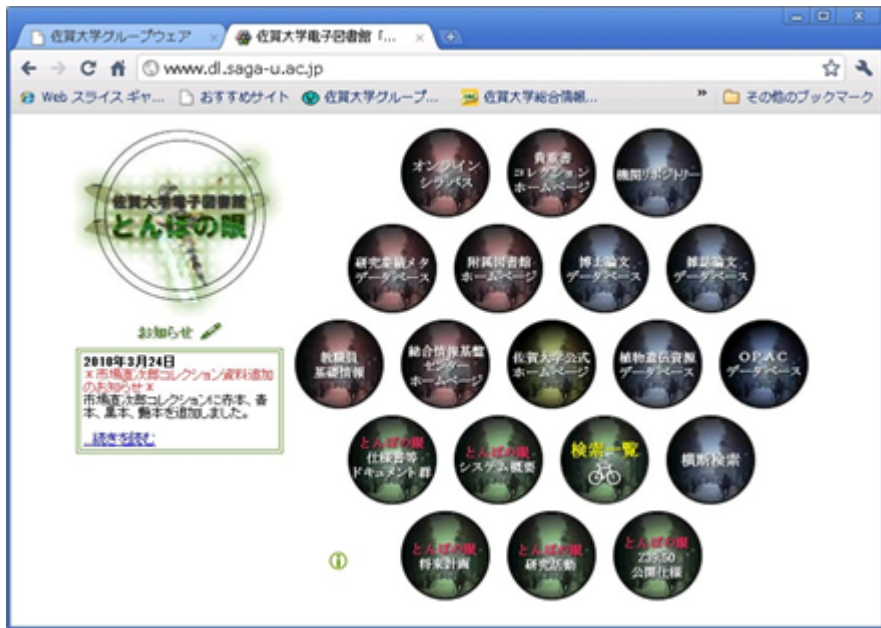 佐賀大学グループウェア
佐賀大学電子図書館「...
www.dl.saga-u.ac.jp
Web スライス ギャ...
おすすめサイト
佐賀大学グループ...
佐賀大学総合情報...
»
その他のブックマーク
佐賀大学電子図書館
とんぼの眼
お知らせ
2010年3月24日
×市場直次郎コレクション資料追加
のお知らせ×
市場直次郎コレクションに赤本、青
本、黒本、艶本を追加しました。
...続きを読む
オンライン
シラバス
貴重書
コレクション
ホームページ
機関リポジトリー
研究業績メタ
データベース
附属図書館
ホームページ
博士論文
データベース
雑誌論文
データベース
教職員
基礎情報
総合情報基盤
センター
ホームページ
佐賀大学公式
ホームページ
植物遺伝資源
データベース
OPAC
データベース
とんぼの眼
仕様書等
ドキュメント群
とんぼの眼
システム概要
検索一覧
横断検索
とんぼの眼
将来計画
とんぼの眼
研究活動
とんぼの眼
Z39.50
公開仕様